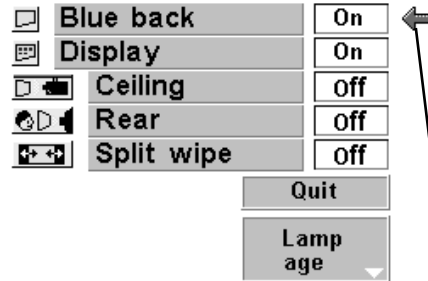 Blue back On
Display On
Ceiling Off
Rear Off
Split wipe Off
Quit
Lamp
age